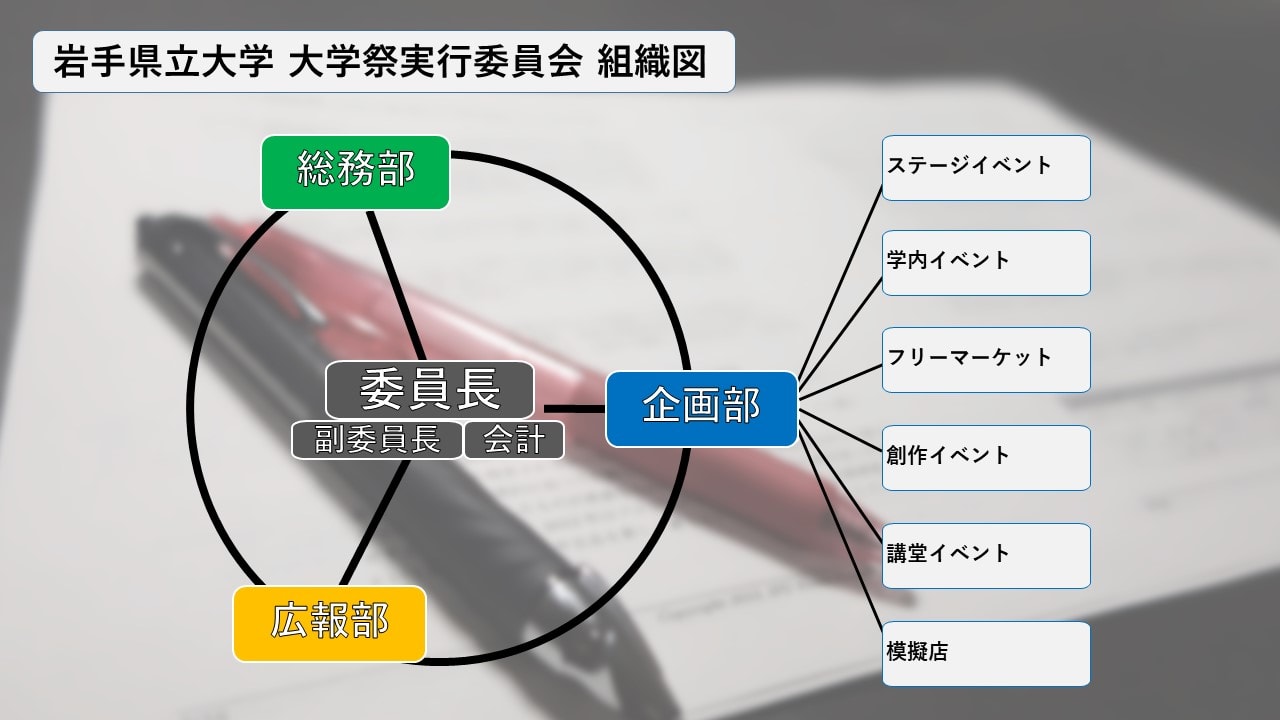 岩手県立大学 大学祭実行委員会 組織図
総務部
委員長
副委員長
会計
企画部
広報部
ステージイベント
学内イベント
フリーマーケット
創作イベント
講堂イベント
模擬店